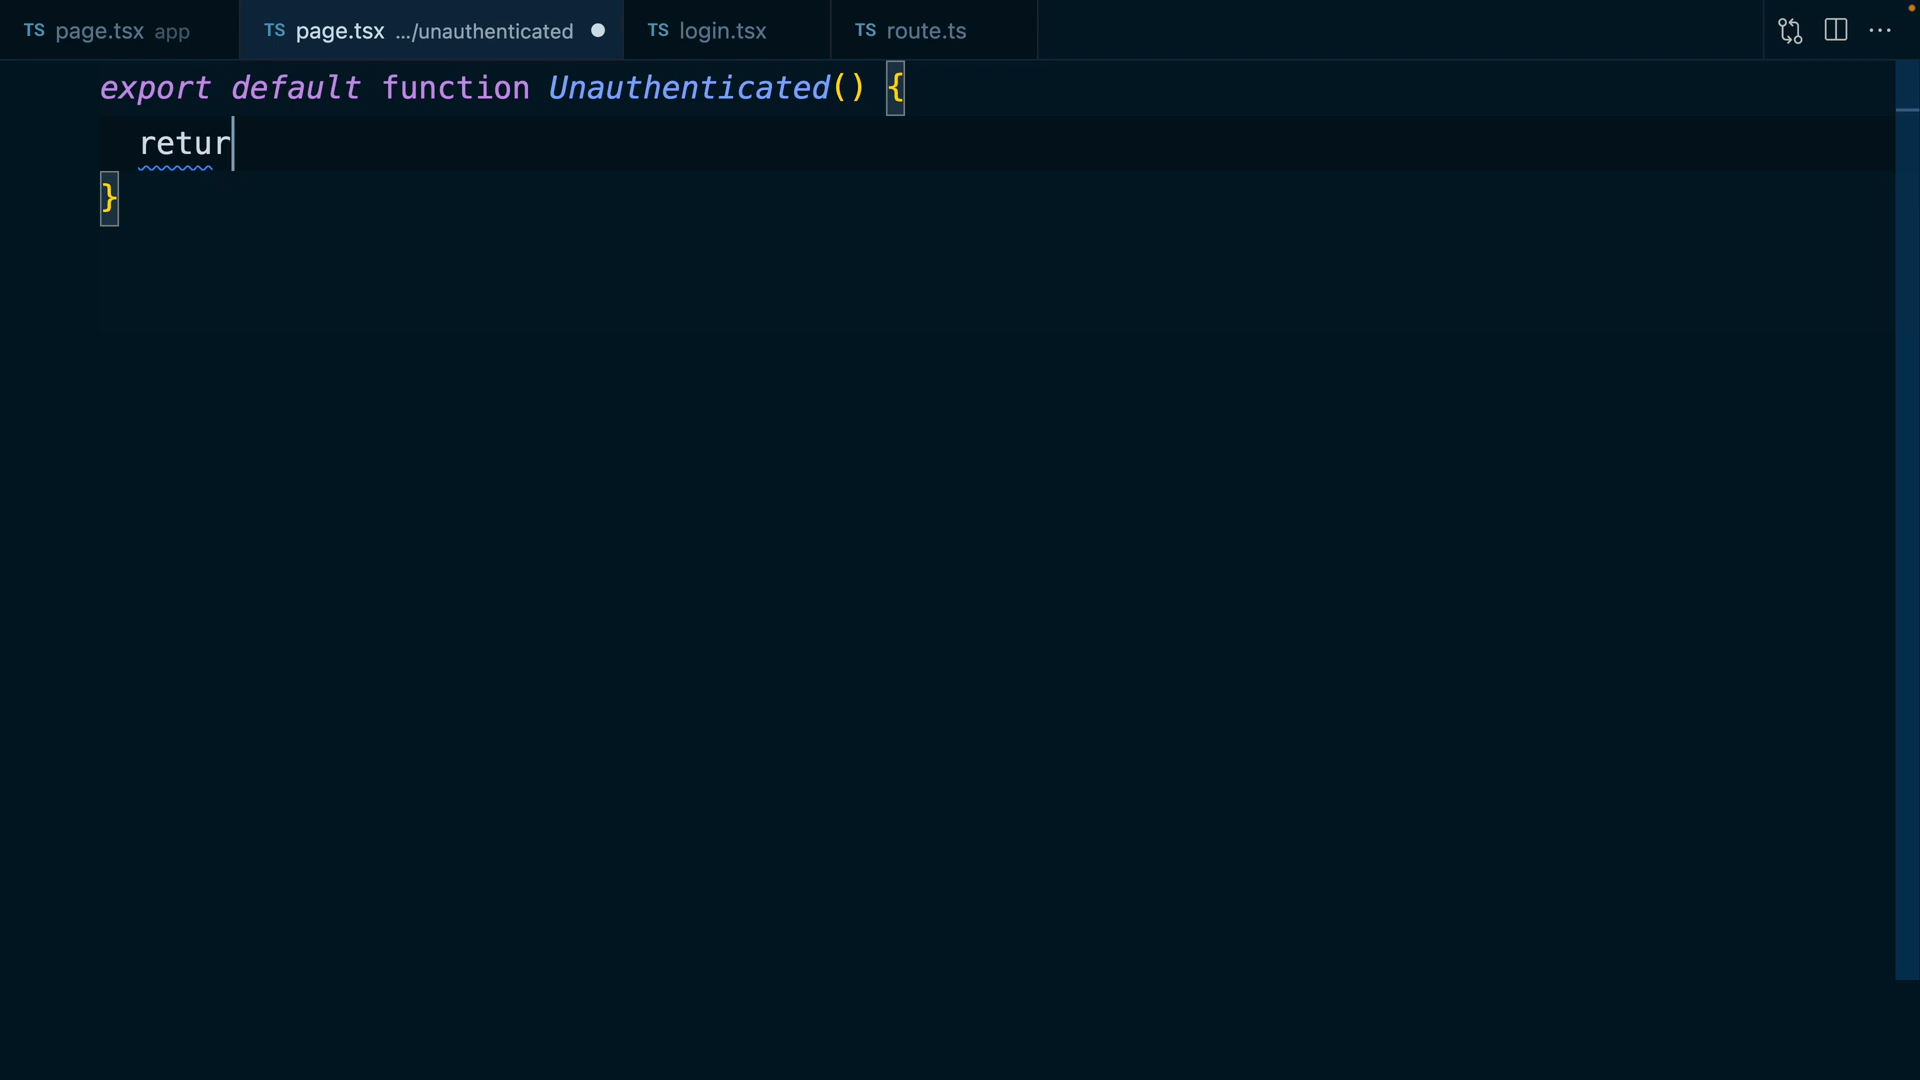 TS page.tsx app TS page.tsx .../unauthenticated TS login.tsx TS route.ts
export default function Unauthenticated() {
  retur
}